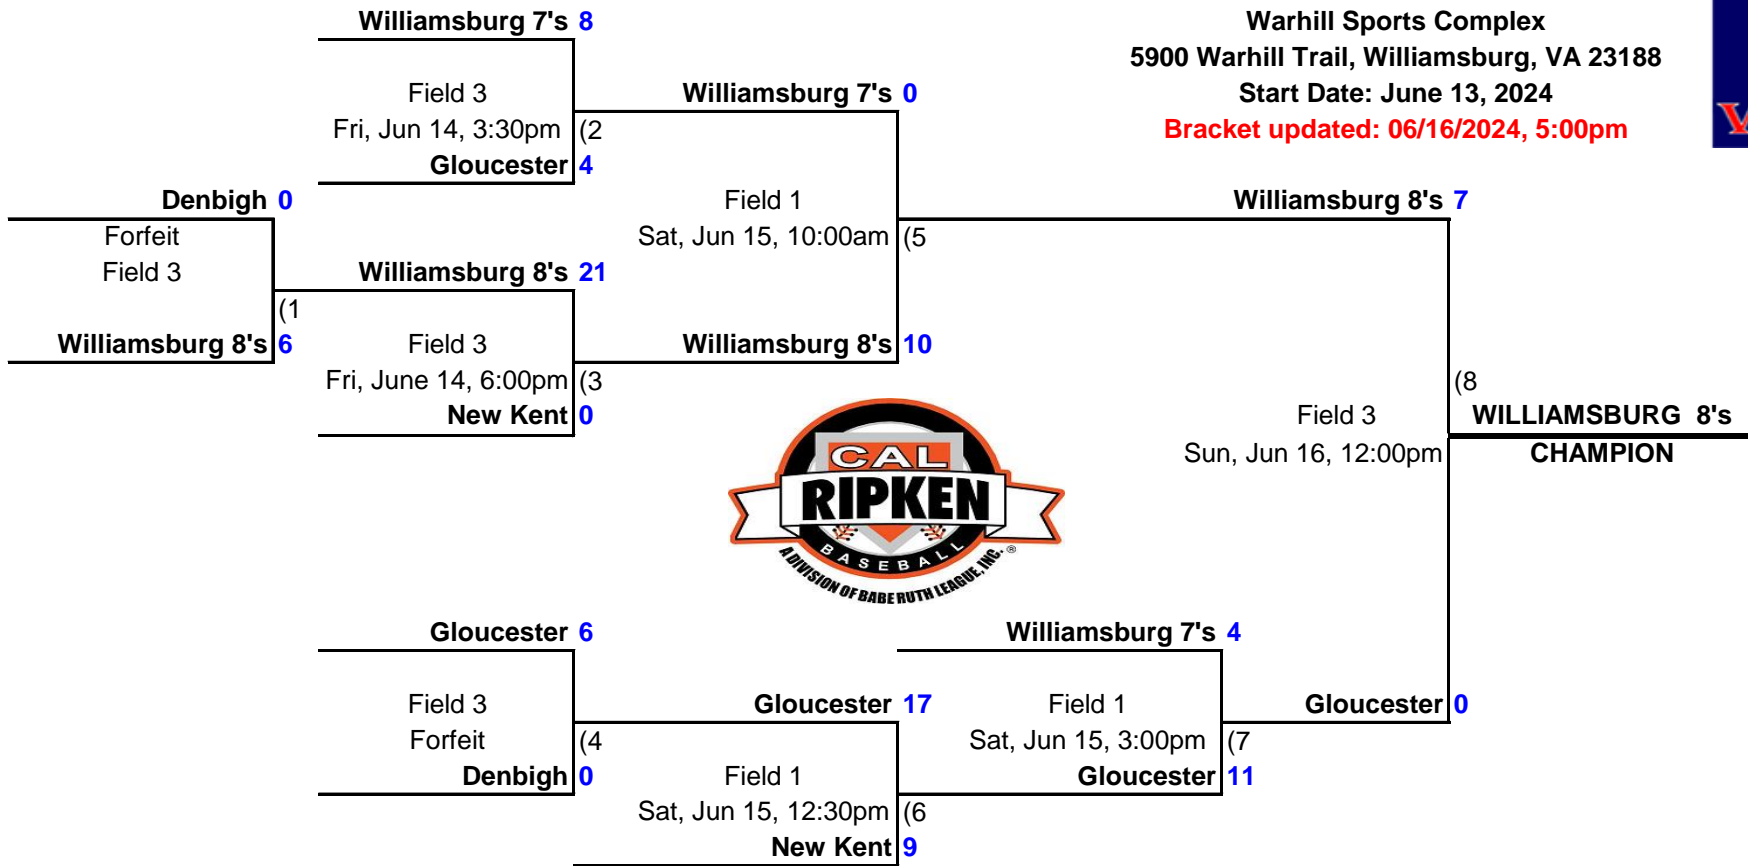 Williamsburg 7's 8
Warhill Sports Complex
5900 Warhill Trail, Williamsburg, VA 23188
Field 3
Williamsburg 7's 0
Start Date: June 13, 2024
Fri, Jun 14, 3:30pm (2
Bracket updated: 06/16/2024, 5:00pm
Gloucester 4
Denbigh 0
Field 1
Williamsburg 8's 7
Forfeit
Sat, Jun 15, 10:00am (5
Field 3
Williamsburg 8's 21
(1
Williamsburg 8's 6
Field 3
Williamsburg 8's 10
Fri, June 14, 6:00pm (3
(8
New Kent 0
Field 3
WILLIAMSBURG 8's
Sun, Jun 16, 12:00pm
CHAMPION
CAL
RIPKEN
BASEBALL
A DIVISION OF BABE RUTH LEAGUE, INC. ®
Gloucester 6
Williamsburg 7's 4
Field 3
Gloucester 17
Field 1
Gloucester 0
Forfeit (4
Sat, Jun 15, 3:00pm (7
Denbigh 0
Field 1
Gloucester 11
Sat, Jun 15, 12:30pm (6
New Kent 9